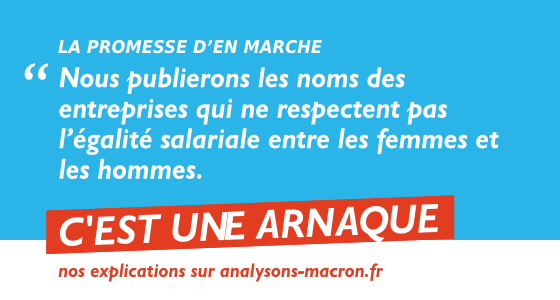 LA PROMESSE D’EN MARCHE
“ Nous publierons les noms des
entreprises qui ne respectent pas
l’égalité salariale entre les femmes et
les hommes.
C'EST UNE ARNAQUE
nos explications sur analysons-macron.fr